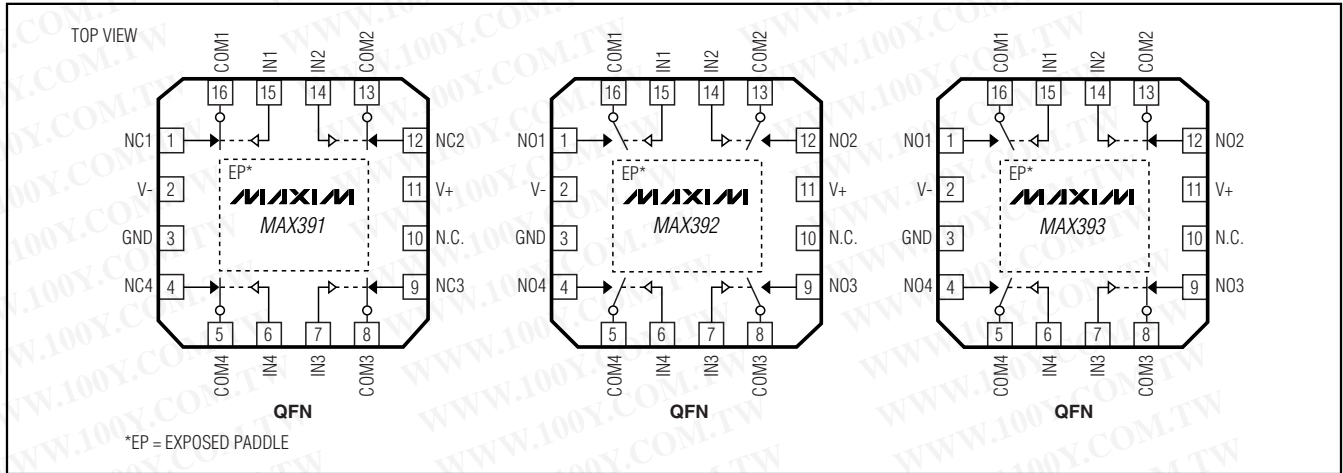 TOP VIEW
COM1 IN1 IN2 COM2
16 15 14 13
NC1 1 12 NC2
V- 2 11 V+
GND 3 10 N.C.
NC4 4 9 NC3
EP*
MAXIM
MAX391
5 6 7 8
COM4 IN4 IN3 COM3
QFN
COM1 IN1 IN2 COM2
16 15 14 13
NO1 1 12 NO2
V- 2 11 V+
GND 3 10 N.C.
NO4 4 9 NO3
EP*
MAXIM
MAX392
5 6 7 8
COM4 IN4 IN3 COM3
QFN
COM1 IN1 IN2 COM2
16 15 14 13
NO1 1 12 NO2
V- 2 11 V+
GND 3 10 N.C.
NO4 4 9 NO3
EP*
MAXIM
MAX393
5 6 7 8
COM4 IN4 IN3 COM3
QFN
*EP = EXPOSED PADDLE
WWW.100Y.COM.TW